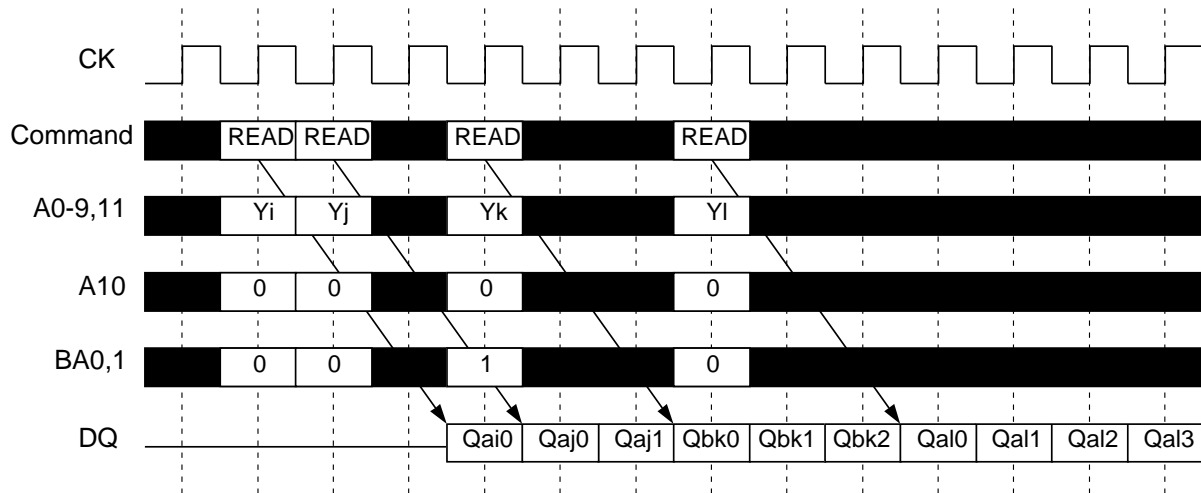 CK
Command READ READ READ READ
A0-9,11 Yi Yj Yk Yl
A10 0 0 0 0
BA0,1 0 0 1 0
DQ Qai0 Qaj0 Qaj1 Qbk0 Qbk1 Qbk2 Qal0 Qal1 Qal2 Qal3